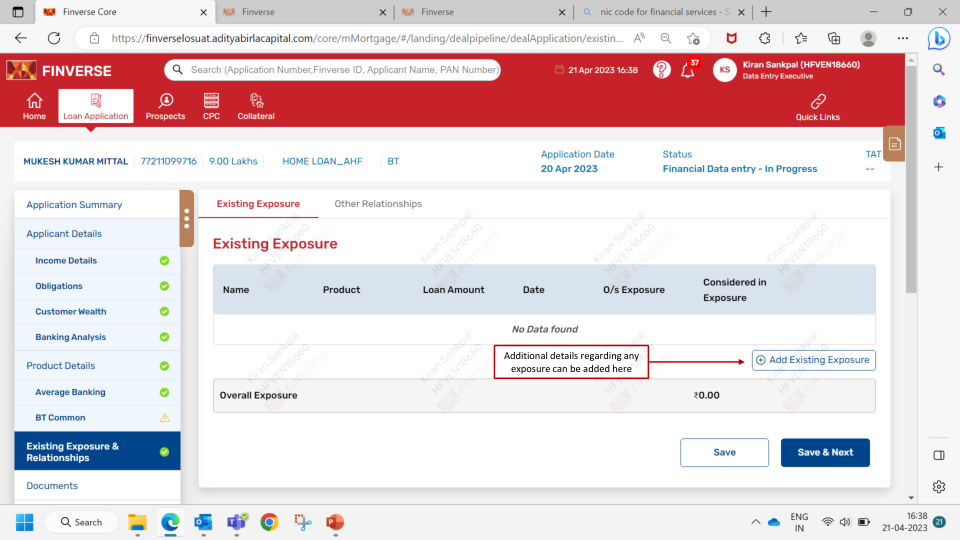 Finverse Core
Finverse
Finverse
nic code for financial services - S
https://finverselosuat.adityabirlacapital.com/core/mMortgage/#/landing/dealpipeline/dealApplication/existin...
FINVERSE
Search (Application Number,Finverse ID, Applicant Name, PAN Number)
21 Apr 2023 16:38
37
KS
Kiran Sankpal (HFVEN18660)
Data Entry Executive
Home
Loan Application
Prospects
CPC
Collateral
Quick Links
MUKESH KUMAR MITTAL
77211099716
9.00 Lakhs
HOME LOAN_AHF
BT
Application Date
20 Apr 2023
Status
Financial Data entry - In Progress
TAT
--
Application Summary
Applicant Details
Income Details
Obligations
Customer Wealth
Banking Analysis
Product Details
Average Banking
BT Common
Existing Exposure &
Relationships
Documents
Existing Exposure
Other Relationships
Existing Exposure
Name
Product
Loan Amount
Date
O/s Exposure
Considered in
Exposure
No Data found
Additional details regarding any
exposure can be added here
Add Existing Exposure
Overall Exposure
₹0.00
Save
Save & Next
Kiran Sankpal
HFVEN18660
FINVERSE
Search
ENG
IN
16:38
21-04-2023
21